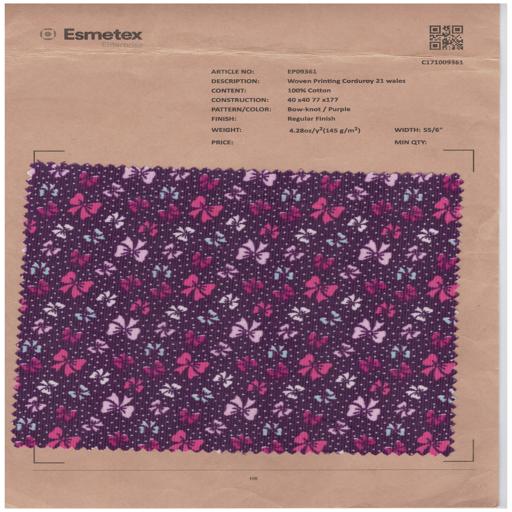 Esmetex
Enterprise
C171009361
ARTICLE NO: EP09361
DESCRIPTION: Woven Printing Corduroy 21 wales
CONTENT: 100% Cotton
CONSTRUCTION: 40 x40 77 x177
PATTERN/COLOR: Bow-knot / Purple
FINISH: Regular Finish
WEIGHT: 4.28oz/y²(145 g/m²) WIDTH: 55/6"
PRICE: MIN QTY: